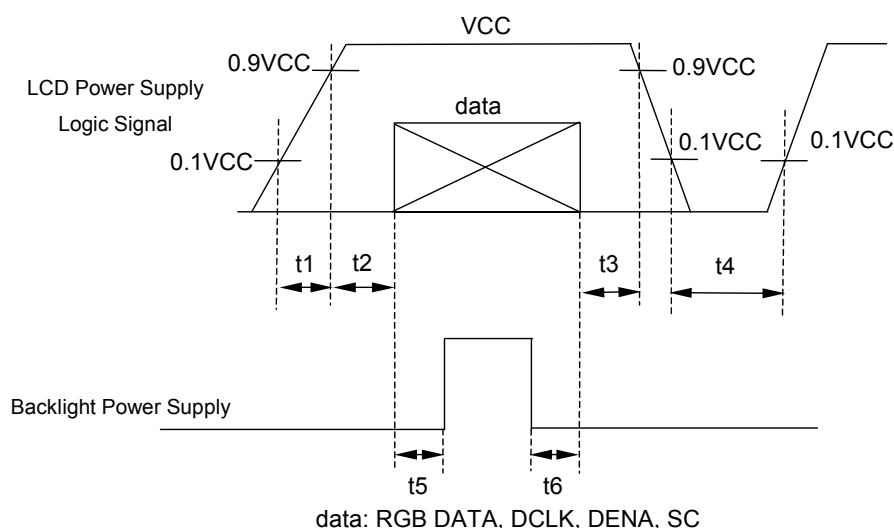 VCC
0.9VCC
0.9VCC
LCD Power Supply
Logic Signal
data
0.1VCC
0.1VCC
0.1VCC
t1
t2
t3
t4
Backlight Power Supply
t5
t6
data: RGB DATA, DCLK, DENA, SC